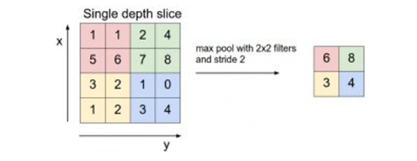 Single depth slice
x
1 1 2 4
5 6 7 8
3 2 1 0
1 2 3 4
y
max pool with 2x2 filters
and stride 2
6 8
3 4